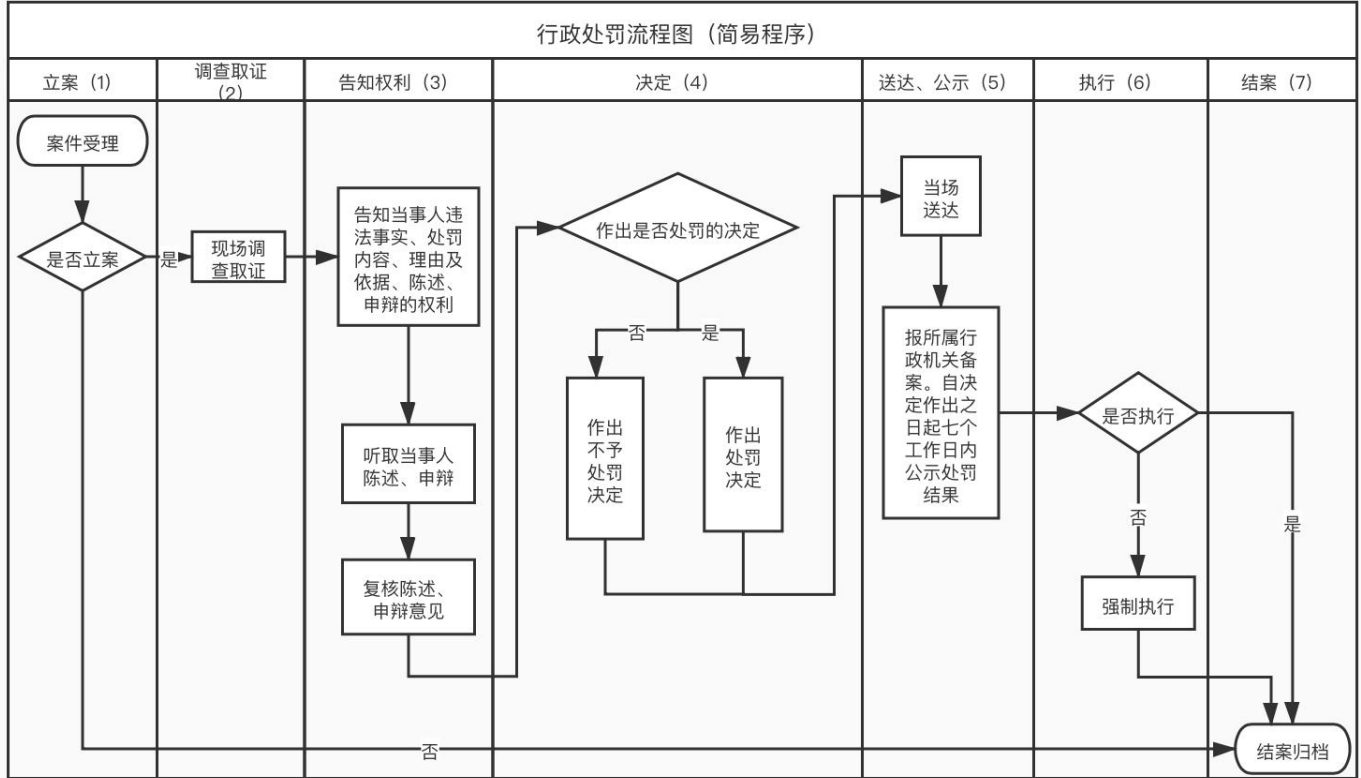 行政处罚流程图（简易程序）
立案（1）
调查取证
（2）
告知权利（3）
决定（4）
送达、公示（5）
执行（6）
结案（7）
案件受理
是否立案
是
现场调
查取证
告知当事人违
法事实、处罚
内容、理由及
依据、陈述、
申辩的权利
听取当事人
陈述、申辩
复核陈述、
申辩意见
作出是否处罚的决定
否
是
作出
不予
处罚
决定
作出
处罚
决定
当场
送达
报所属行
政机关备
案。自决
定作出之
日起七个
工作日内
公示处罚
结果
是否执行
否
是
强制执行
否
结案归档